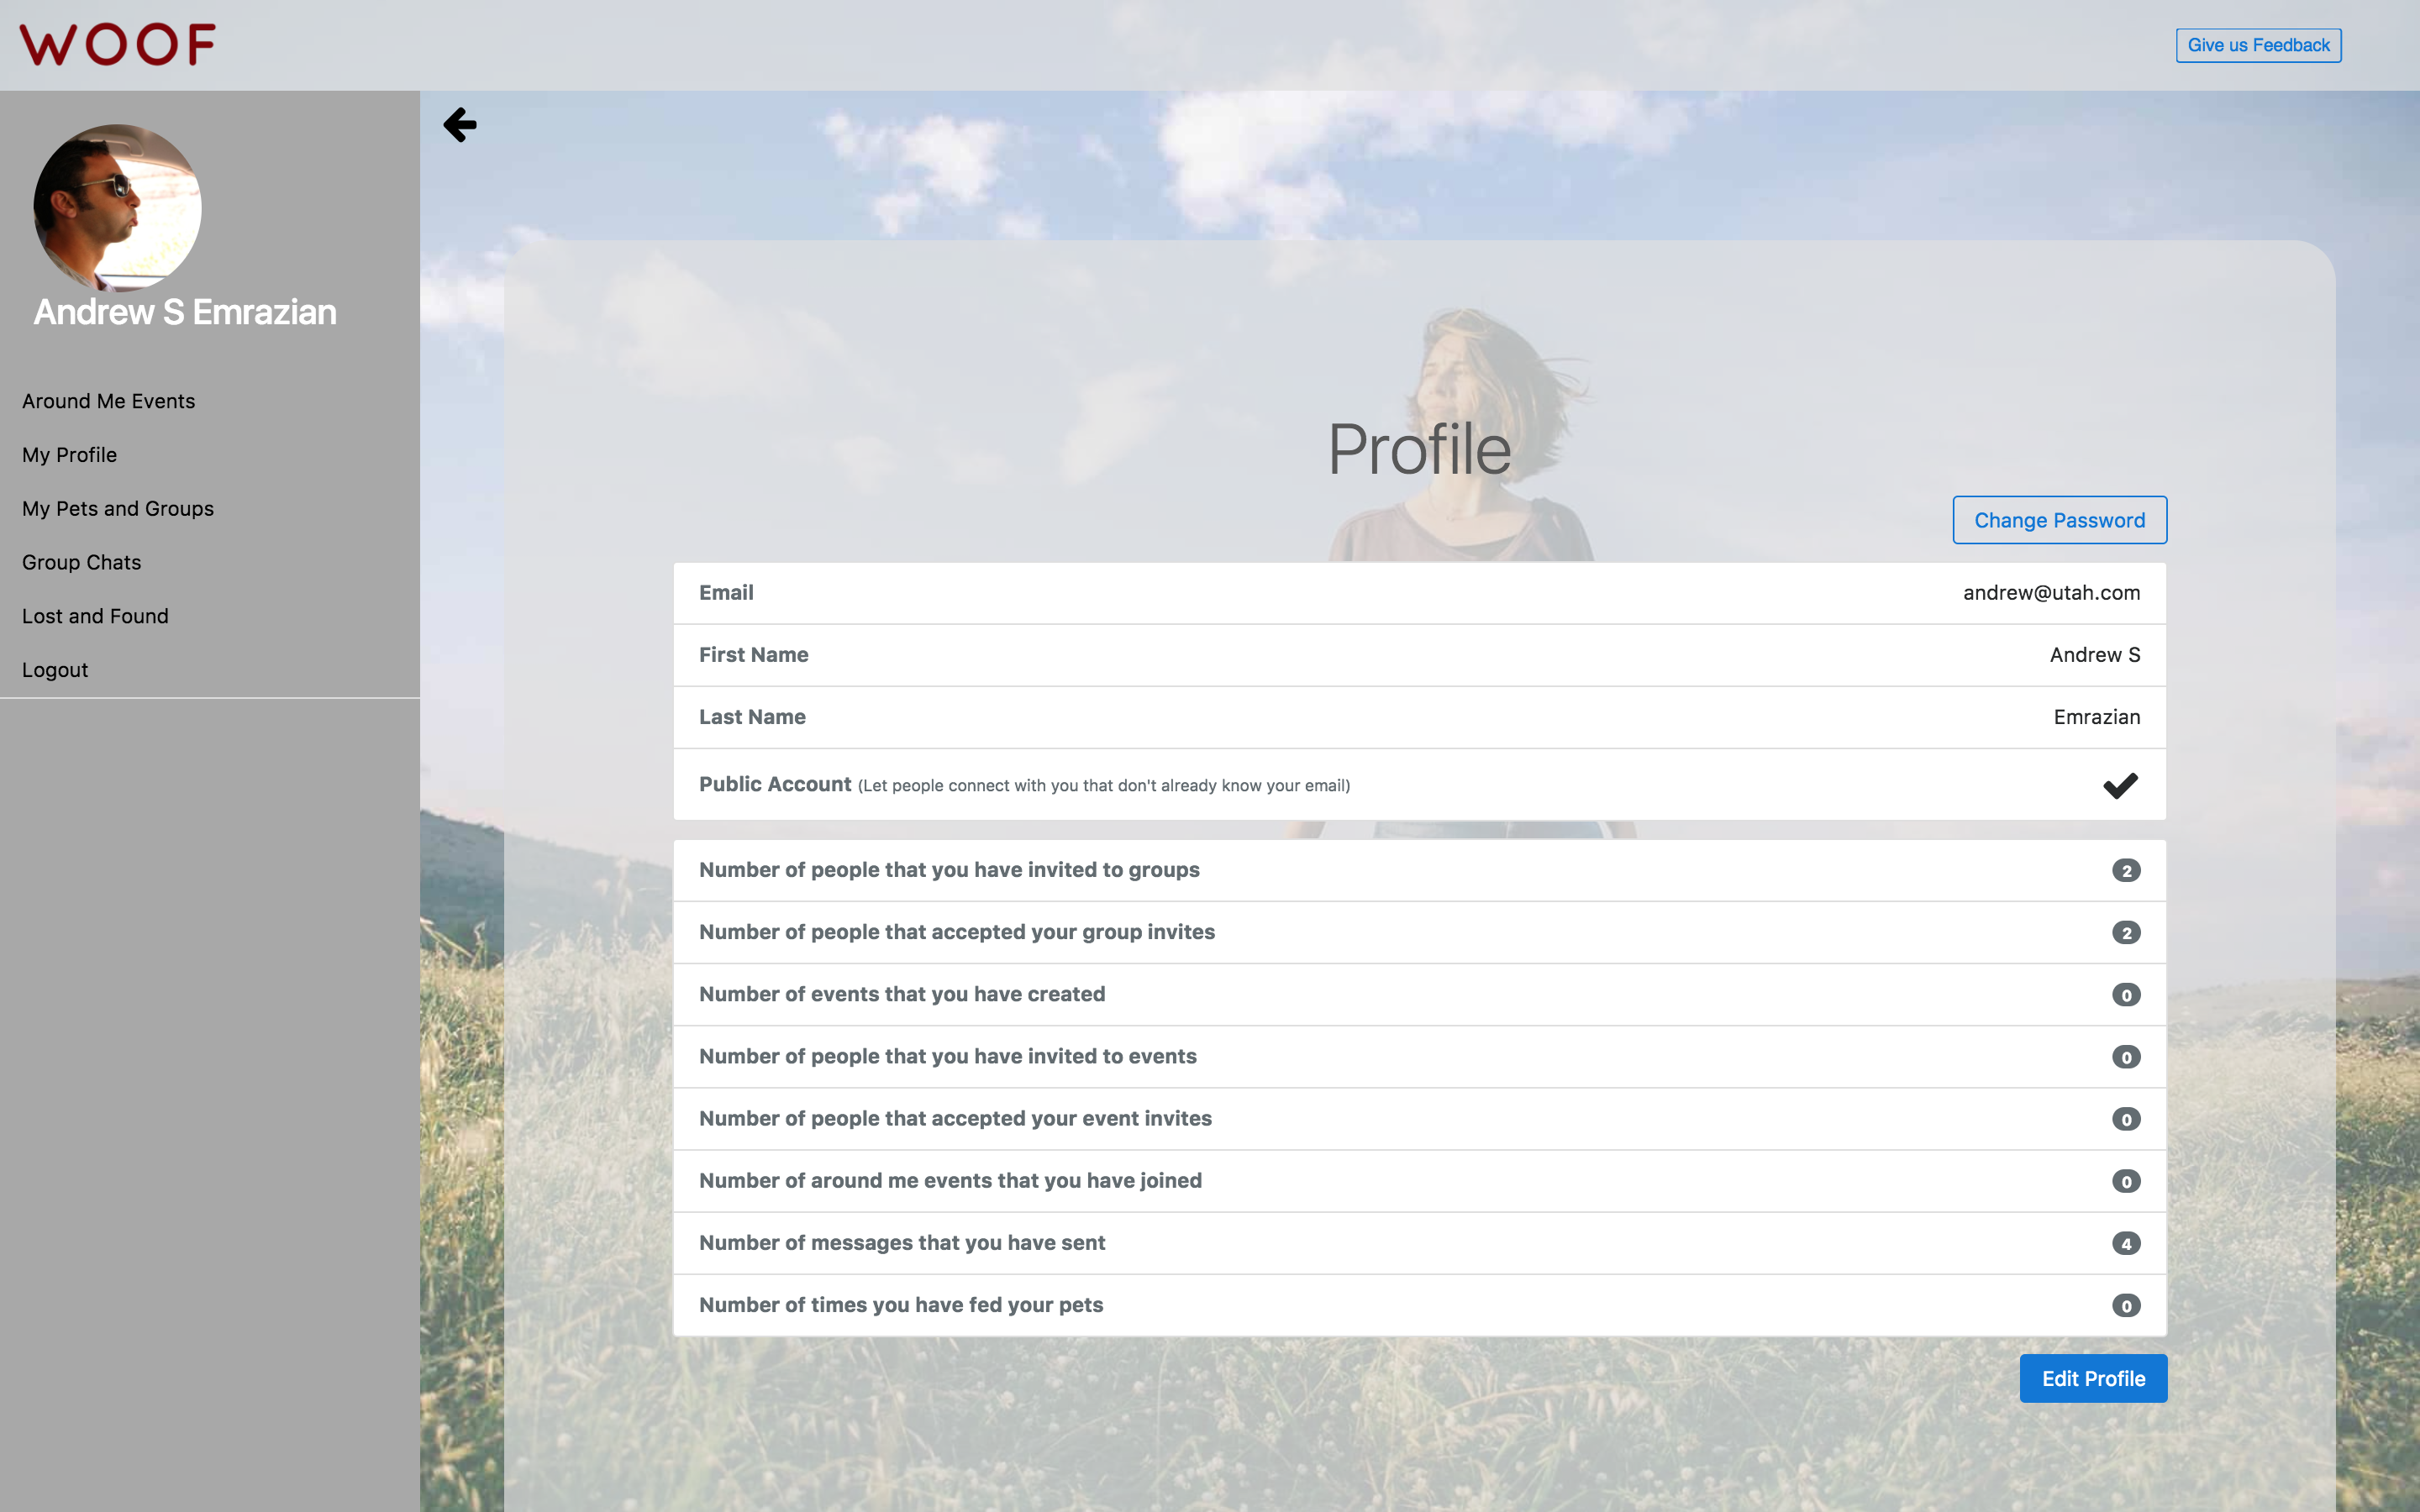 WOOF
Give us Feedback
Andrew S Emrazian
Around Me Events
My Profile
My Pets and Groups
Group Chats
Lost and Found
Logout
Profile
Change Password
Email andrew@utah.com
First Name Andrew S
Last Name Emrazian
Public Account (Let people connect with you that don't already know your email)
Number of people that you have invited to groups 2
Number of people that accepted your group invites 2
Number of events that you have created 0
Number of people that you have invited to events 0
Number of people that accepted your event invites 0
Number of around me events that you have joined 0
Number of messages that you have sent 4
Number of times you have fed your pets 0
Edit Profile